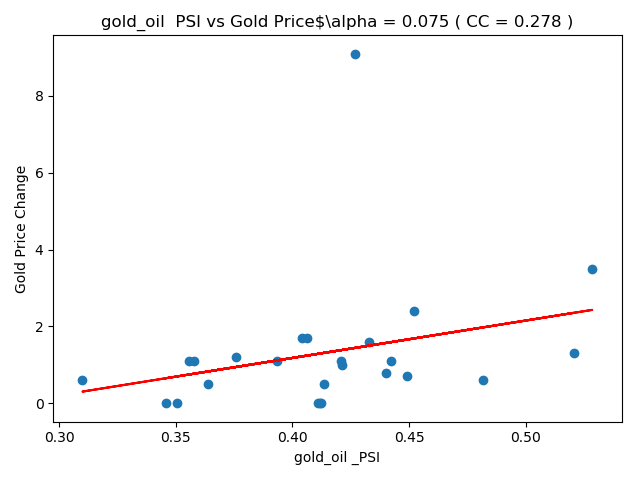 gold_oil  PSI vs Gold Price$\alpha = 0.075 ( CC = 0.278 )
Gold Price Change
8
6
4
2
0
0.30 0.35 0.40 0.45 0.50
gold_oil _PSI